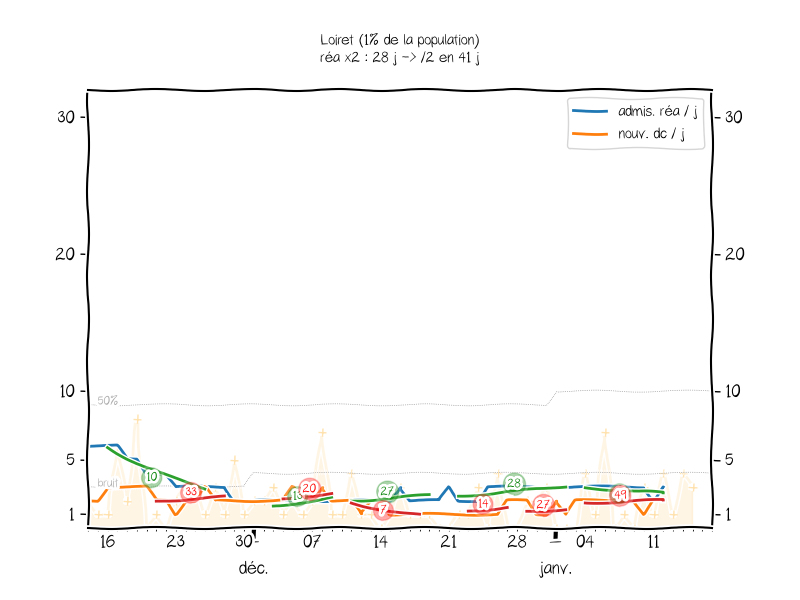 Loiret (1% de la population)
réa x2 : 28 j -> /2 en 41 j
admis. réa / j
nouv. dc / j
30 30
20 20
10 10
50%
5 5
bruit
1 1
10 33 13 20 27 7 14 28 27 49
16 23 30 07 14 21 28 04 11
déc. janv.